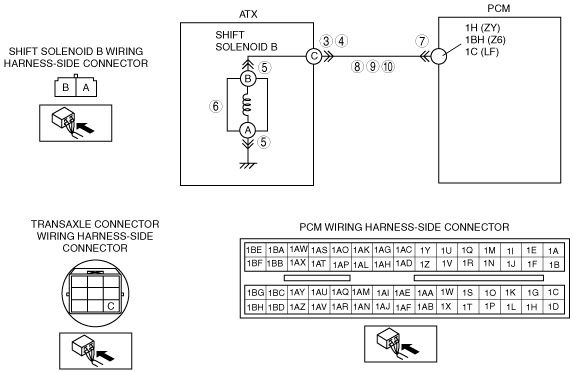 ATX
PCM
SHIFT
SOLENOID B
1H (ZY)
1BH (Z6)
1C (LF)
C
3 4
7
8 9 10
B
5
6
A
5
SHIFT SOLENOID B WIRING
HARNESS-SIDE CONNECTOR
B A
TRANSAXLE CONNECTOR
WIRING HARNESS-SIDE
CONNECTOR
C
PCM WIRING HARNESS-SIDE CONNECTOR
1BE 1BA 1AW 1AS 1AO 1AK 1AG 1AC 1Y 1U 1Q 1M 1I 1E 1A
1BF 1BB 1AX 1AT 1AP 1AL 1AH 1AD 1Z 1V 1R 1N 1J 1F 1B
1BG 1BC 1AY 1AU 1AQ 1AM 1AI 1AE 1AA 1W 1S 1O 1K 1G 1C
1BH 1BD 1AZ 1AV 1AR 1AN 1AJ 1AF 1AB 1X 1T 1P 1L 1H 1D